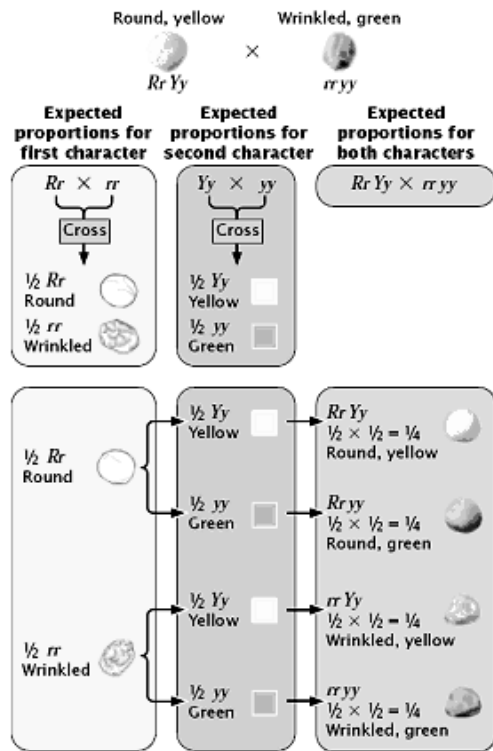 Round, yellow Wrinkled, green
×
Rr Yy rr yy
Expected proportions for first character
Expected proportions for second character
Expected proportions for both characters
Rr × rr
Cross
½ Rr
Round
½ rr
Wrinkled
Yy × yy
Cross
½ Yy
Yellow
½ yy
Green
Rr Yy × rr yy
½ Rr
Round
½ Yy
Yellow
Rr Yy
½ × ½ = ¼
Round, yellow
½ yy
Green
Rr yy
½ × ½ = ¼
Round, green
½ rr
Wrinkled
½ Yy
Yellow
rr Yy
½ × ½ = ¼
Wrinkled, yellow
½ yy
Green
rr yy
½ × ½ = ¼
Wrinkled, green